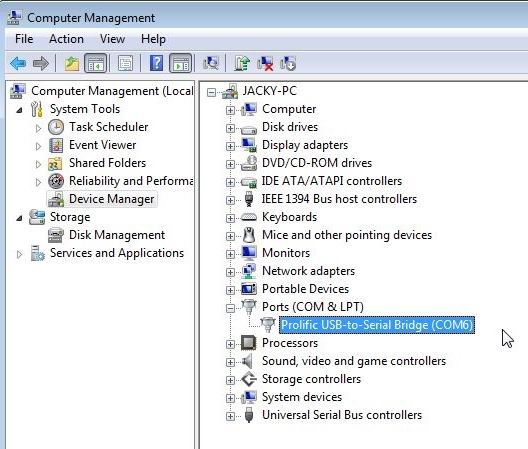 Computer Management
File Action View Help
Computer Management (Local
System Tools
Task Scheduler
Event Viewer
Shared Folders
Reliability and Performa
Device Manager
Storage
Disk Management
Services and Applications
JACKY-PC
Computer
Disk drives
Display adapters
DVD/CD-ROM drives
IDE ATA/ATAPI controllers
IEEE 1394 Bus host controllers
Keyboards
Mice and other pointing devices
Monitors
Network adapters
Portable Devices
Ports (COM & LPT)
Prolific USB-to-Serial Bridge (COM6)
Processors
Sound, video and game controllers
Storage controllers
System devices
Universal Serial Bus controllers